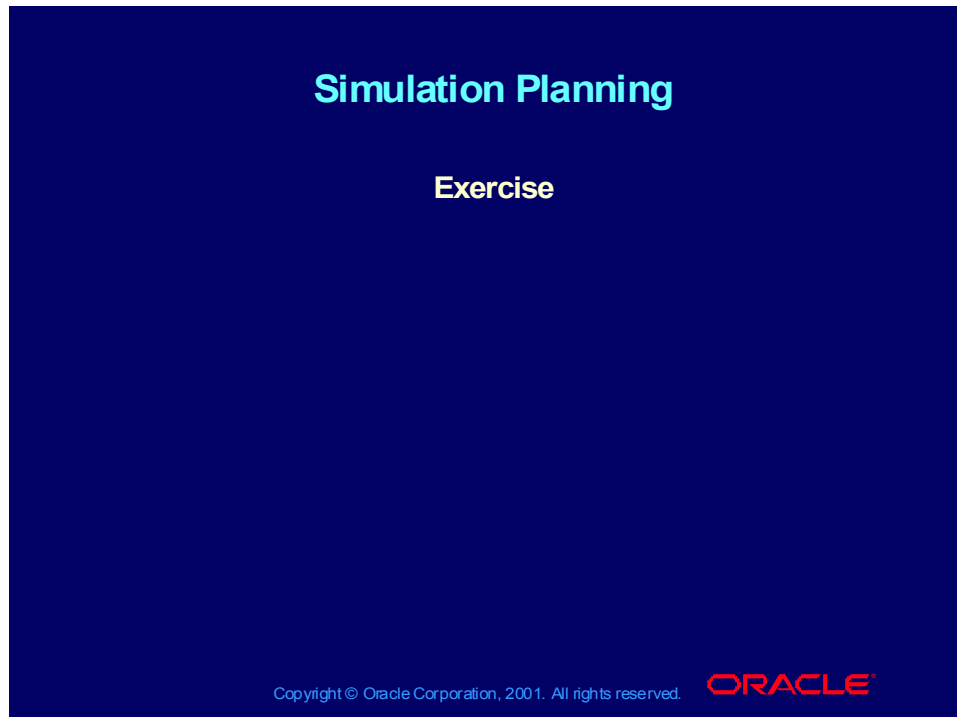 Simulation Planning
Exercise
Copyright © Oracle Corporation, 2001. All rights reserved.
ORACLE®